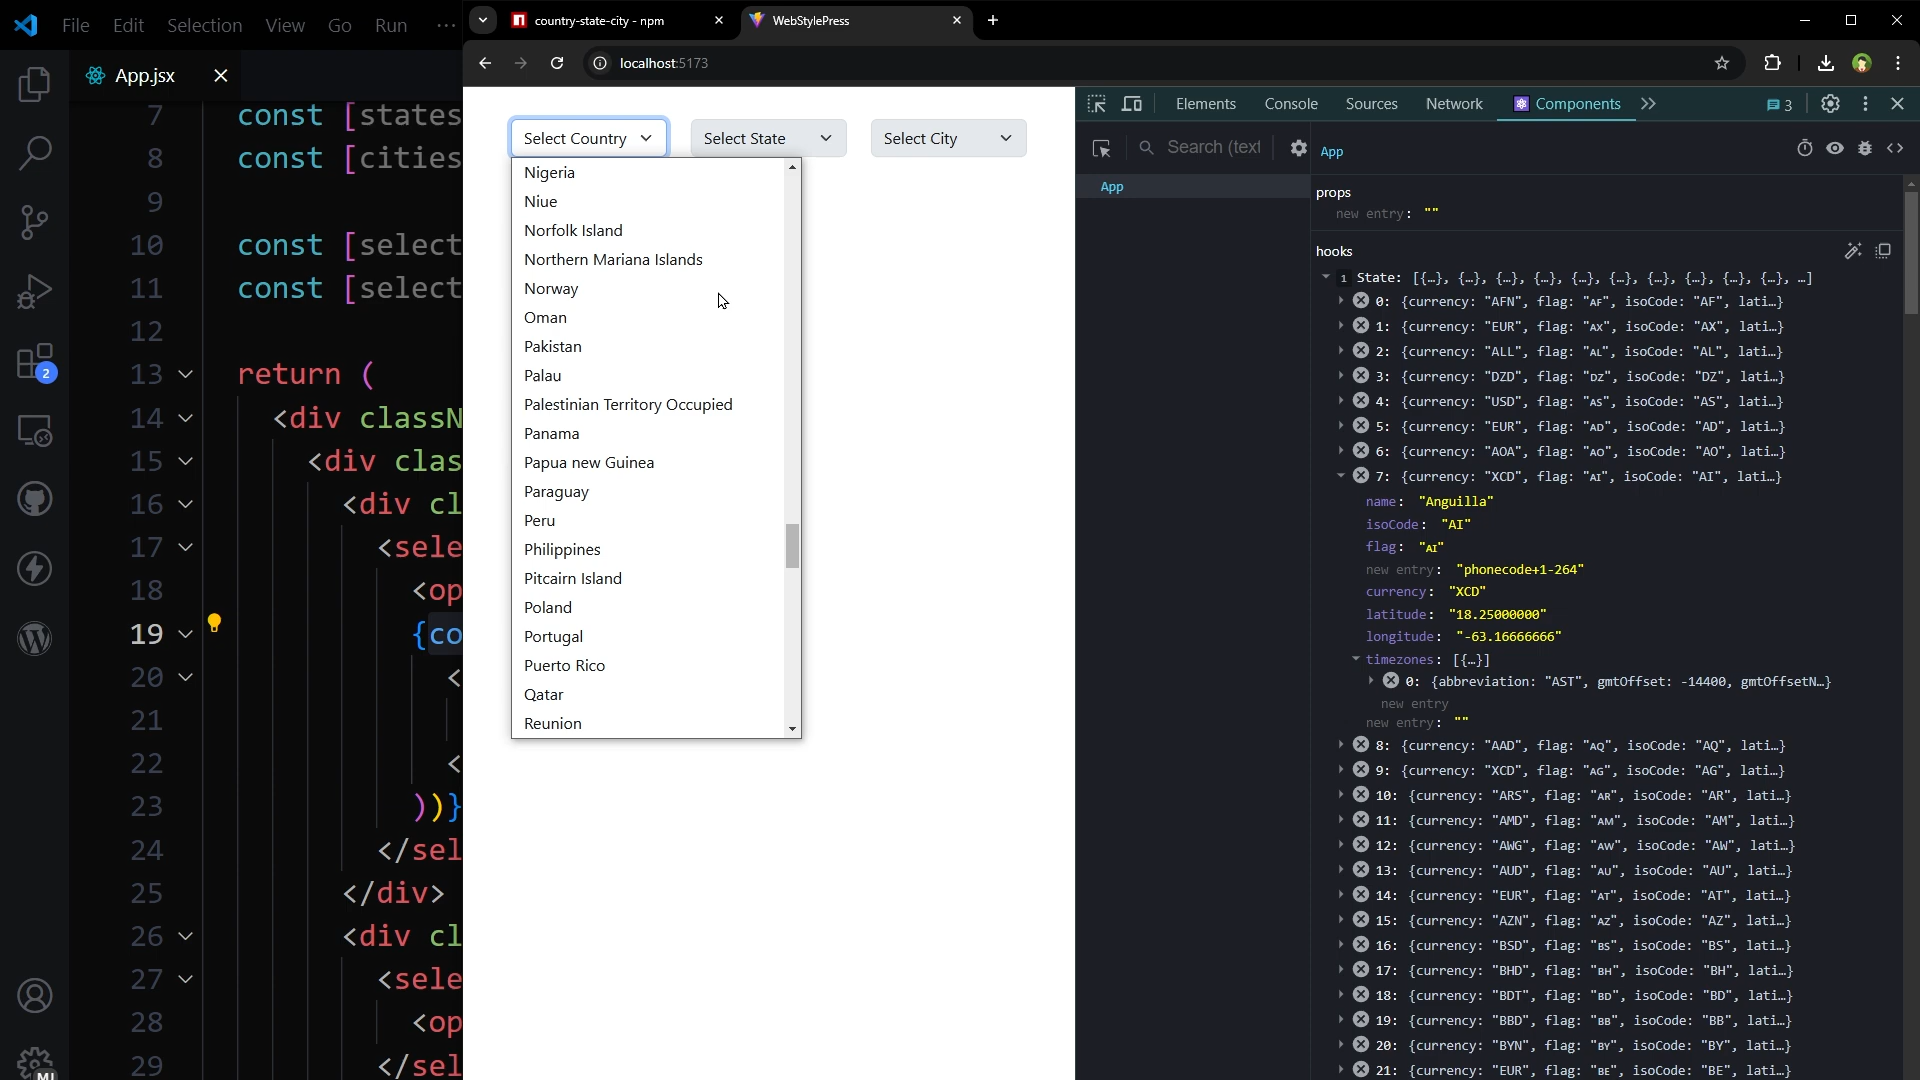 File Edit Selection View Go Run ···
App.jsx
7 const [states
8 const [cities
9
10 const [select
11 const [select
12
13 return (
14 <div classN
15 <div clas
16 <div cl
17 <sele
18 <op
19 {co
20 <
21
22 <
23 ))}
24 </sel
25 </div>
26 <div cl
27 <sele
28 <op
29 </sel
2
country-state-city - npm
WebStylePress
localhost:5173
Select Country
Select State
Select City
Nigeria
Niue
Norfolk Island
Northern Mariana Islands
Norway
Oman
Pakistan
Palau
Palestinian Territory Occupied
Panama
Papua new Guinea
Paraguay
Peru
Philippines
Pitcairn Island
Poland
Portugal
Puerto Rico
Qatar
Reunion
Elements Console Sources Network Components 3
Search (text
App
App
props
new entry: ""
hooks
1 State: [{…}, {…}, {…}, {…}, {…}, {…}, {…}, {…}, {…}, {…}, …]
0: {currency: "AFN", flag: "AF", isoCode: "AF", lati…}
1: {currency: "EUR", flag: "AX", isoCode: "AX", lati…}
2: {currency: "ALL", flag: "AL", isoCode: "AL", lati…}
3: {currency: "DZD", flag: "DZ", isoCode: "DZ", lati…}
4: {currency: "USD", flag: "AS", isoCode: "AS", lati…}
5: {currency: "EUR", flag: "AD", isoCode: "AD", lati…}
6: {currency: "AOA", flag: "AO", isoCode: "AO", lati…}
7: {currency: "XCD", flag: "AI", isoCode: "AI", lati…}
name: "Anguilla"
isoCode: "AI"
flag: "AI"
new entry: "phonecode+1-264"
currency: "XCD"
latitude: "18.25000000"
longitude: "-63.16666666"
timezones: [{…}]
0: {abbreviation: "AST", gmtOffset: -14400, gmtOffsetN…}
new entry
new entry: ""
8: {currency: "AAD", flag: "AQ", isoCode: "AQ", lati…}
9: {currency: "XCD", flag: "AG", isoCode: "AG", lati…}
10: {currency: "ARS", flag: "AR", isoCode: "AR", lati…}
11: {currency: "AMD", flag: "AM", isoCode: "AM", lati…}
12: {currency: "AWG", flag: "AW", isoCode: "AW", lati…}
13: {currency: "AUD", flag: "AU", isoCode: "AU", lati…}
14: {currency: "EUR", flag: "AT", isoCode: "AT", lati…}
15: {currency: "AZN", flag: "AZ", isoCode: "AZ", lati…}
16: {currency: "BSD", flag: "BS", isoCode: "BS", lati…}
17: {currency: "BHD", flag: "BH", isoCode: "BH", lati…}
18: {currency: "BDT", flag: "BD", isoCode: "BD", lati…}
19: {currency: "BBD", flag: "BB", isoCode: "BB", lati…}
20: {currency: "BYN", flag: "BY", isoCode: "BY", lati…}
21: {currency: "EUR", flag: "BE", isoCode: "BE", lati…}